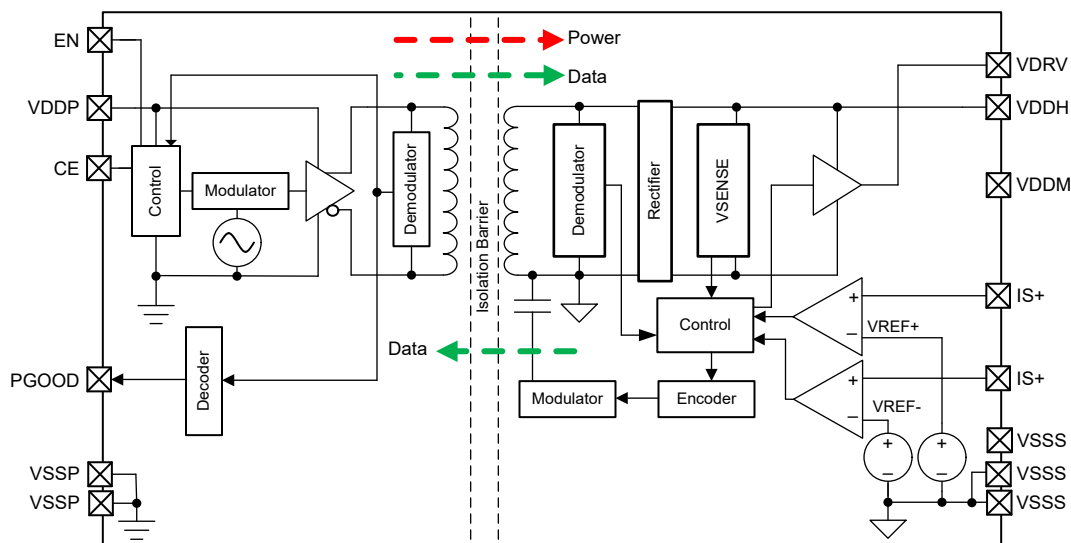 EN
Power
Data
VDRV
VDDP
VDDH
CE
Control
Modulator
Demodulator
Isolation Barrier
Demodulator
Rectifier
VSENSE
VDDM
IS+
+
−
VREF+
Control
Data
PGOOD
Decoder
Modulator
Encoder
IS+
+
−
VREF-
+
−
+
−
VSSS
VSSP
VSSS
VSSP
VSSS